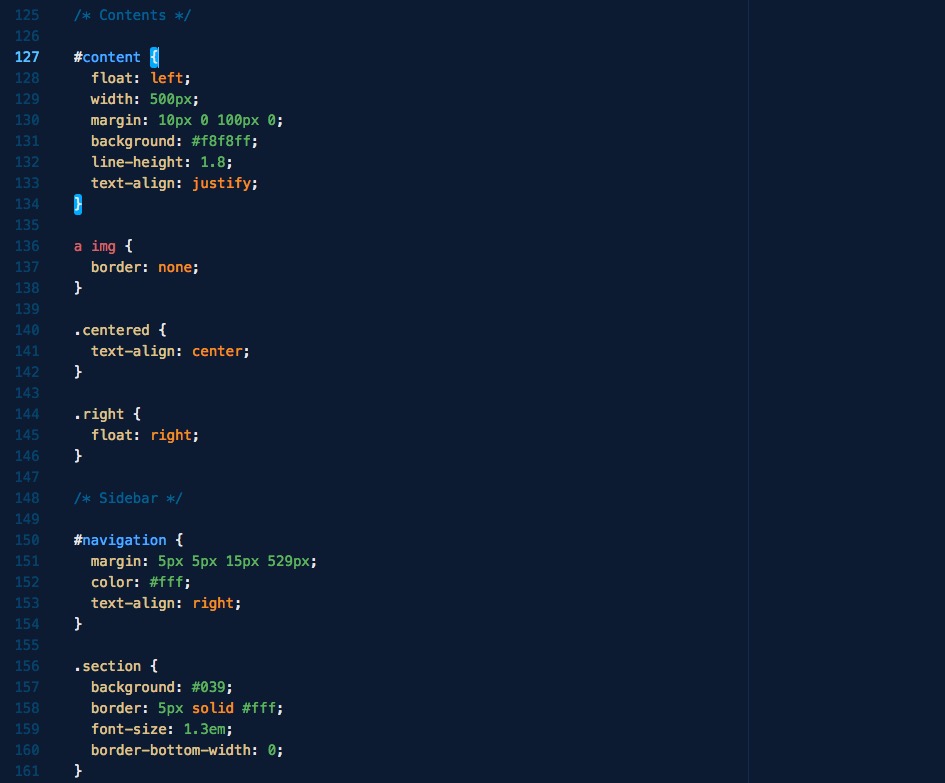 125 /* Contents */
126
127 #content {
128   float: left;
129   width: 500px;
130   margin: 10px 0 100px 0;
131   background: #f8f8ff;
132   line-height: 1.8;
133   text-align: justify;
134 }
135
136 a img {
137   border: none;
138 }
139
140 .centered {
141   text-align: center;
142 }
143
144 .right {
145   float: right;
146 }
147
148 /* Sidebar */
149
150 #navigation {
151   margin: 5px 5px 15px 529px;
152   color: #fff;
153   text-align: right;
154 }
155
156 .section {
157   background: #039;
158   border: 5px solid #fff;
159   font-size: 1.3em;
160   border-bottom-width: 0;
161 }